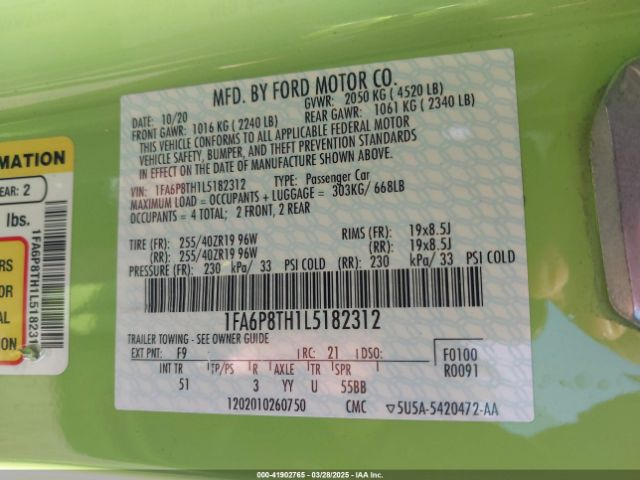 MFD. BY FORD MOTOR CO.
DATE: 10/20
GVWR: 2050 KG ( 4520 LB)
FRONT GAWR: 1016 KG ( 2240 LB)
REAR GAWR: 1061 KG ( 2340 LB)
THIS VEHICLE CONFORMS TO ALL APPLICABLE FEDERAL MOTOR
VEHICLE SAFETY, BUMPER, AND THEFT PREVENTION STANDARDS
IN EFFECT ON THE DATE OF MANUFACTURE SHOWN ABOVE.
VIN: 1FA6P8TH1L5182312 TYPE: Passenger Car
MAXIMUM LOAD = OCCUPANTS + LUGGAGE = 303KG/ 668LB
OCCUPANTS = 4 TOTAL; 2 FRONT, 2 REAR
TIRE (FR): 255/40ZR19 96W RIMS (FR): 19x8.5J
(RR): 255/40ZR19 96W (RR): 19x8.5J
PRESSURE (FR): 230 kPa/ 33 PSI COLD (RR): 230 kPa/ 33 PSI COLD
1FA6P8TH1L5182312
TRAILER TOWING - SEE OWNER GUIDE
EXT PNT: F9 RC: 21 DSO:
F0100
R0091
INT TR TP/PS R AXLE TR SPR
51 3 YY U 55BB
1202010260750 CMC 5U5A-5420472-AA
RMATION
EAR: 2
lbs.
1FA6P8TH1L518231
ERS
OR
AL
S
00-41902765 | 03/28/2025 | IAA Inc.